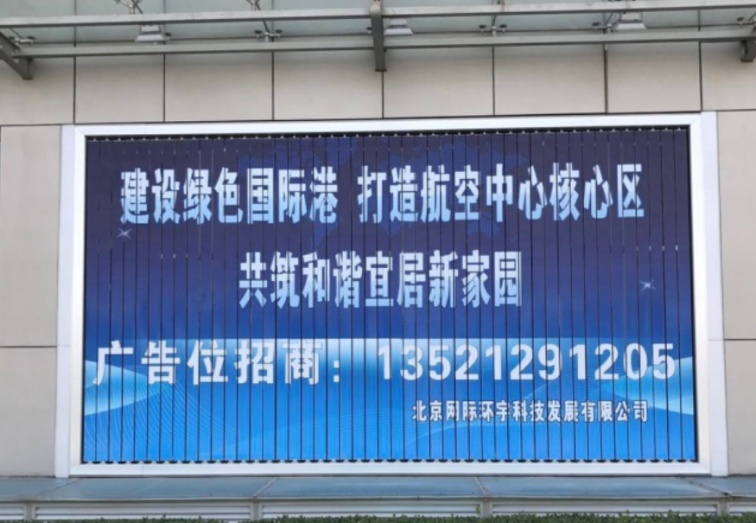 建设绿色国际港 打造航空中心核心区
共筑和谐宜居新家园
广告位招商：13521291205
北京网际环宇科技发展有限公司